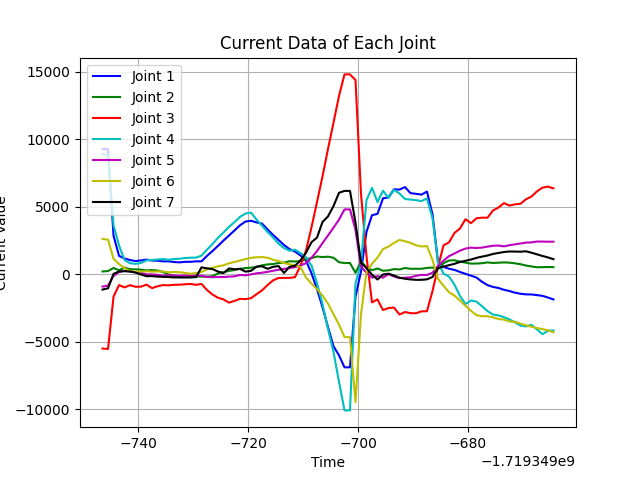 Current Data of Each Joint
15000
10000
5000
0
−5000
−10000
Current Value
Joint 1
Joint 2
Joint 3
Joint 4
Joint 5
Joint 6
Joint 7
−740
−720
−700
−680
−1.719349e9
Time